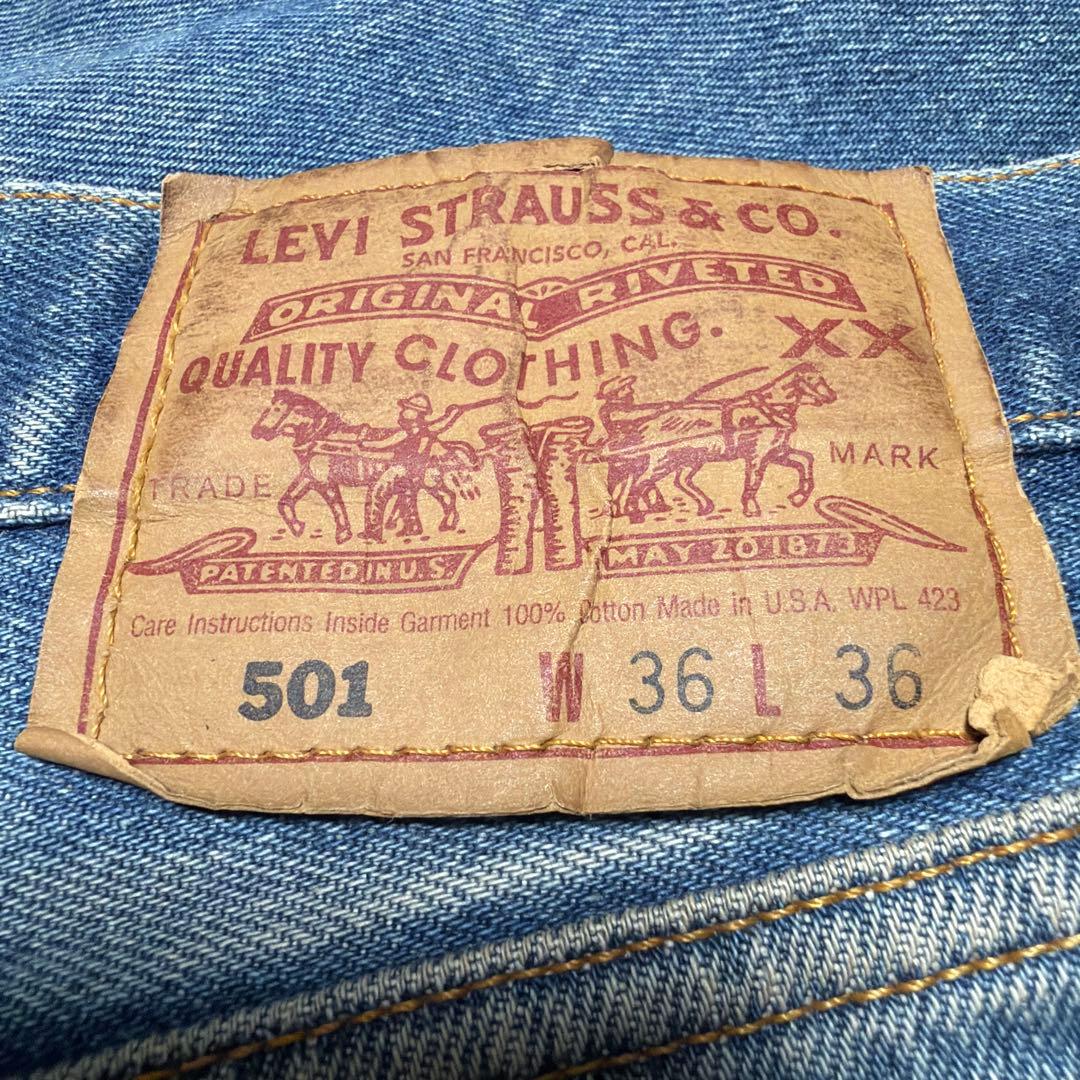 LEVI STRAUSS & CO.
SAN FRANCISCO, CAL.
ORIGINAL RIVETED
QUALITY CLOTHING. XX
TRADE MARK
PATENTED IN U.S. MAY 20 1873
Care Instructions Inside Garment 100% Cotton Made in U.S.A. WPL 423
501 W 36 L 36